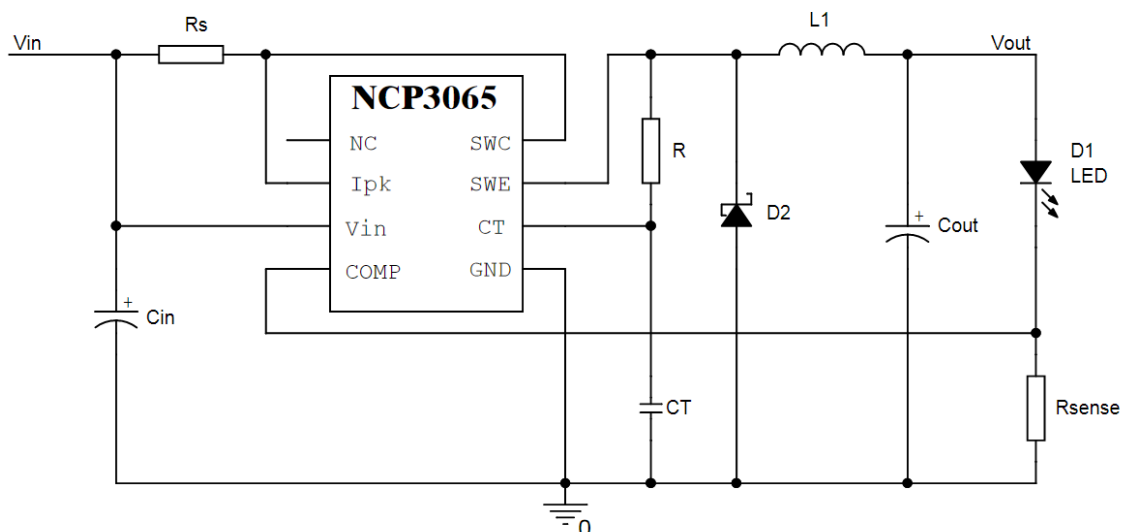 Vin
Rs
L1
Vout
NCP3065
NC
SWC
Ipk
SWE
R
Vin
CT
COMP
GND
D1
LED
D2
Cout
+
+
Cin
CT
Rsense
0